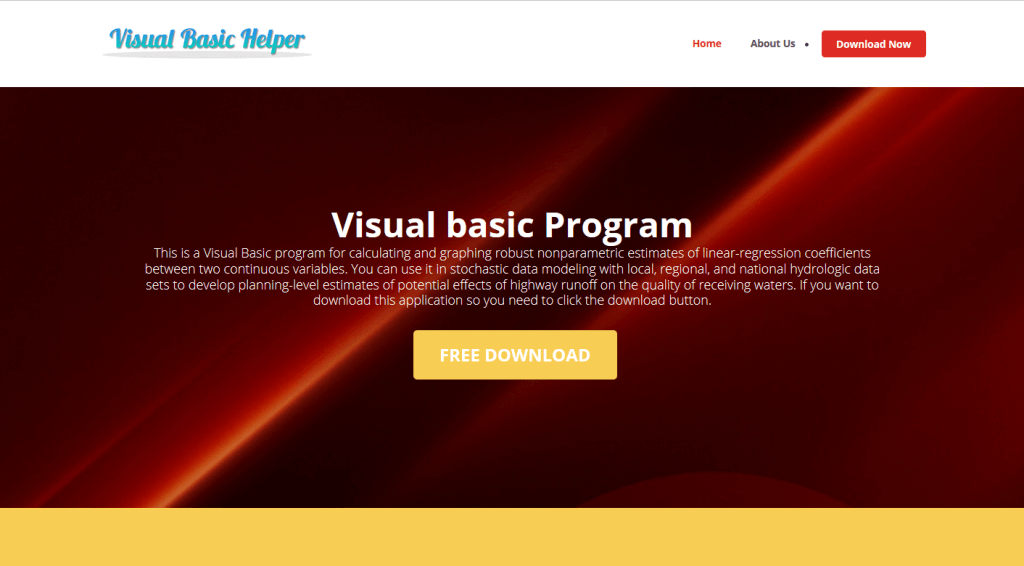 Visual Basic Helper
Home
About Us
Download Now
Visual basic Program
This is a Visual Basic program for calculating and graphing robust nonparametric estimates of linear-regression coefficients
between two continuous variables. You can use it in stochastic data modeling with local, regional, and national hydrologic data
sets to develop planning-level estimates of potential effects of highway runoff on the quality of receiving waters. If you want to
download this application so you need to click the download button.
FREE DOWNLOAD